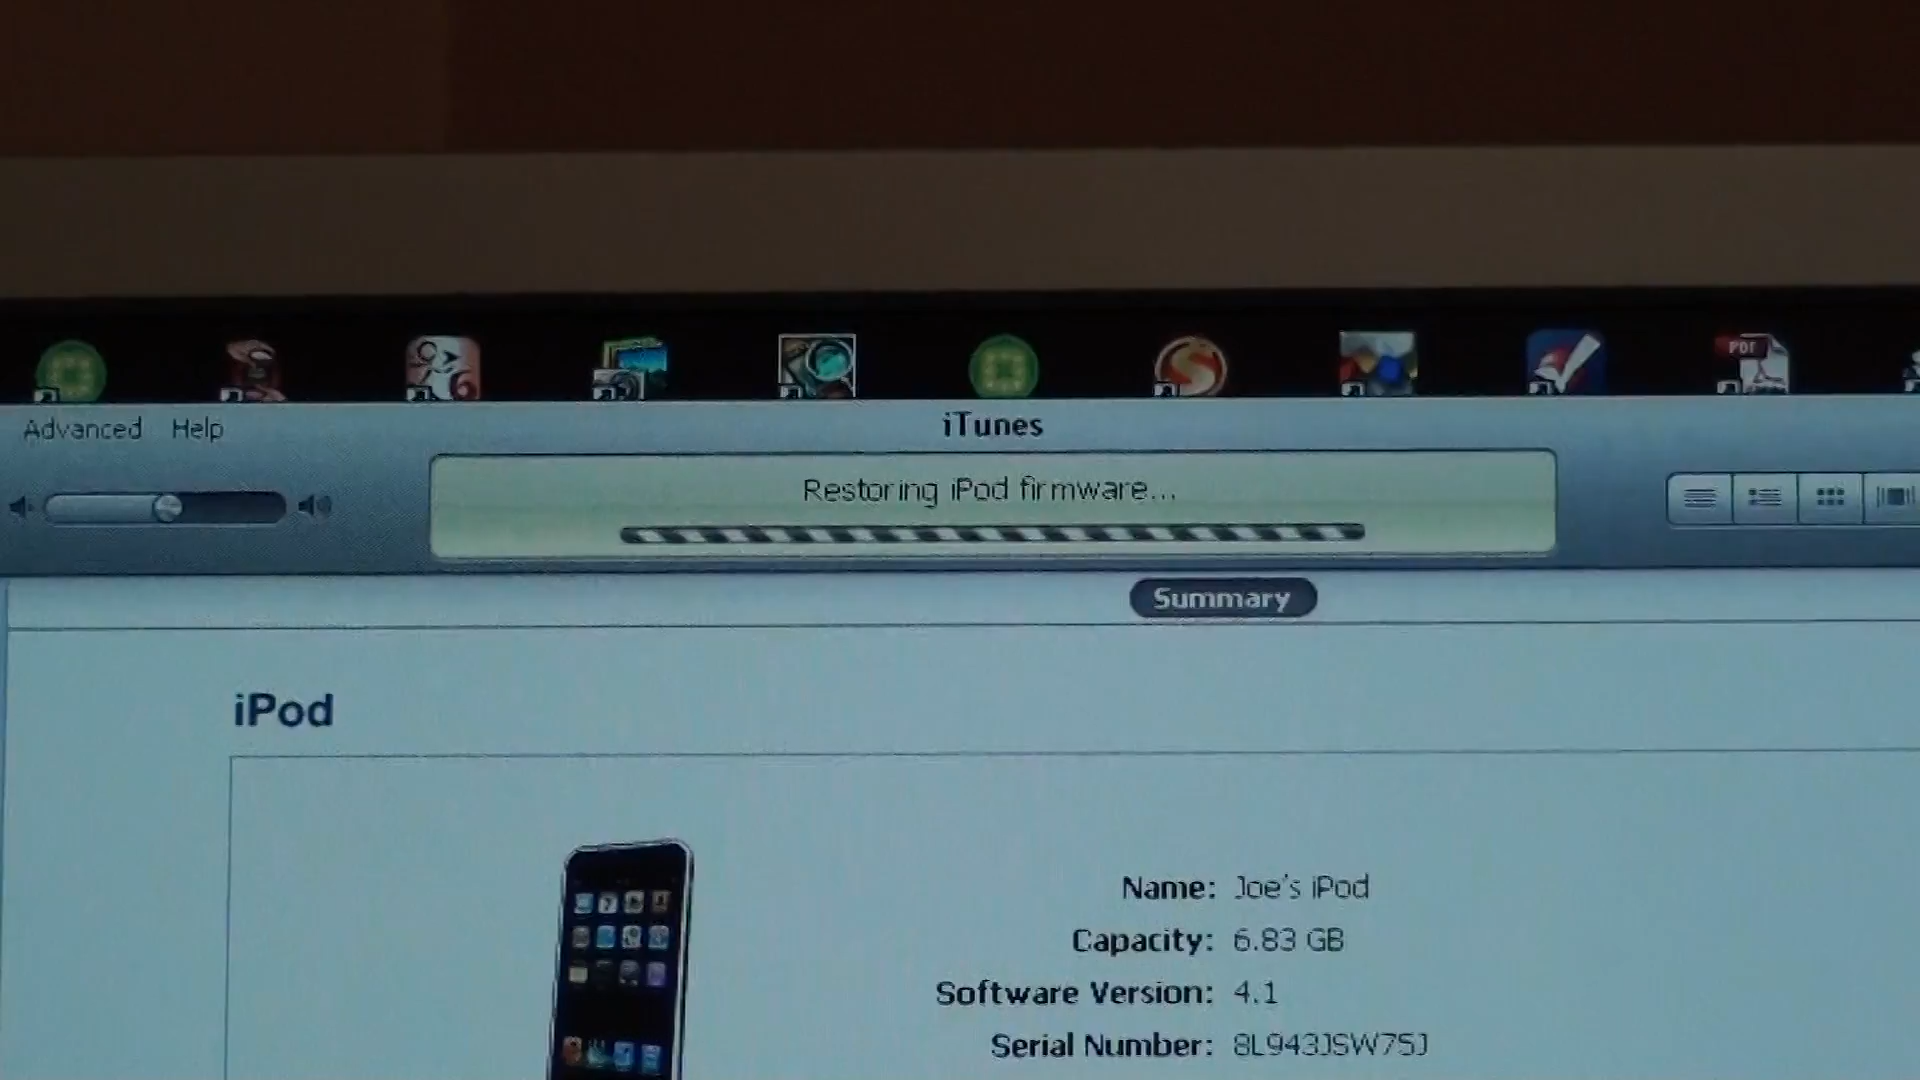 PDF
Advanced Help
iTunes
Restoring iPod firmware...
Summary
iPod
Name: Joe's iPod
Capacity: 6.83 GB
Software Version: 4.1
Serial Number: 8L943JSW75J